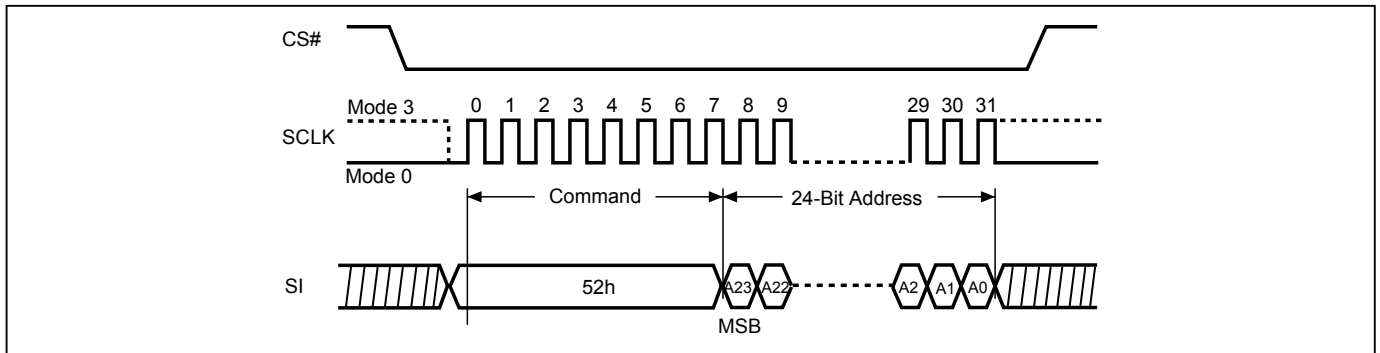 CS#
Mode 3
0 1 2 3 4 5 6 7 8 9 29 30 31
SCLK
Mode 0
Command 24-Bit Address
SI 52h A23 A22 A2 A1 A0
MSB